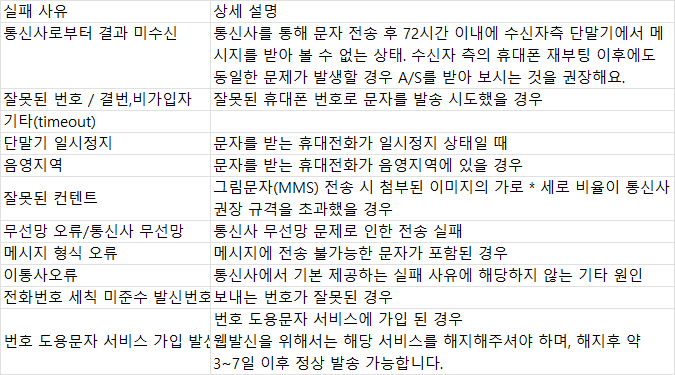 실패 사유 상세 설명
통신사로부터 결과 미수신 통신사를 통해 문자 전송 후 72시간 이내에 수신자측 단말기에서 메
시지를 받아 볼 수 없는 상태. 수신자 측의 휴대폰 재부팅 이후에도
동일한 문제가 발생할 경우 A/S를 받아 보시는 것을 권장해요.
잘못된 번호 / 결번,비가입자 잘못된 휴대폰 번호로 문자를 발송 시도했을 경우
기타(timeout)
단말기 일시정지 문자를 받는 휴대전화가 일시정지 상태일 때
음영지역 문자를 받는 휴대전화가 음영지역에 있을 경우
잘못된 컨텐트 그림문자(MMS) 전송 시 첨부된 이미지의 가로 * 세로 비율이 통신사
권장 규격을 초과했을 경우
무선망 오류/통신사 무선망 통신사 무선망 문제로 인한 전송 실패
메시지 형식 오류 메시지에 전송 불가능한 문자가 포함된 경우
이통사오류 통신사에서 기본 제공하는 실패 사유에 해당하지 않는 기타 원인
전화번호 세칙 미준수 발신번호 보내는 번호가 잘못된 경우
번호 도용문자 서비스 가입 발신 번호 도용문자 서비스에 가입 된 경우
웹발신을 위해서는 해당 서비스를 해지해주셔야 하며, 해지후 약
3~7일 이후 정상 발송 가능합니다.